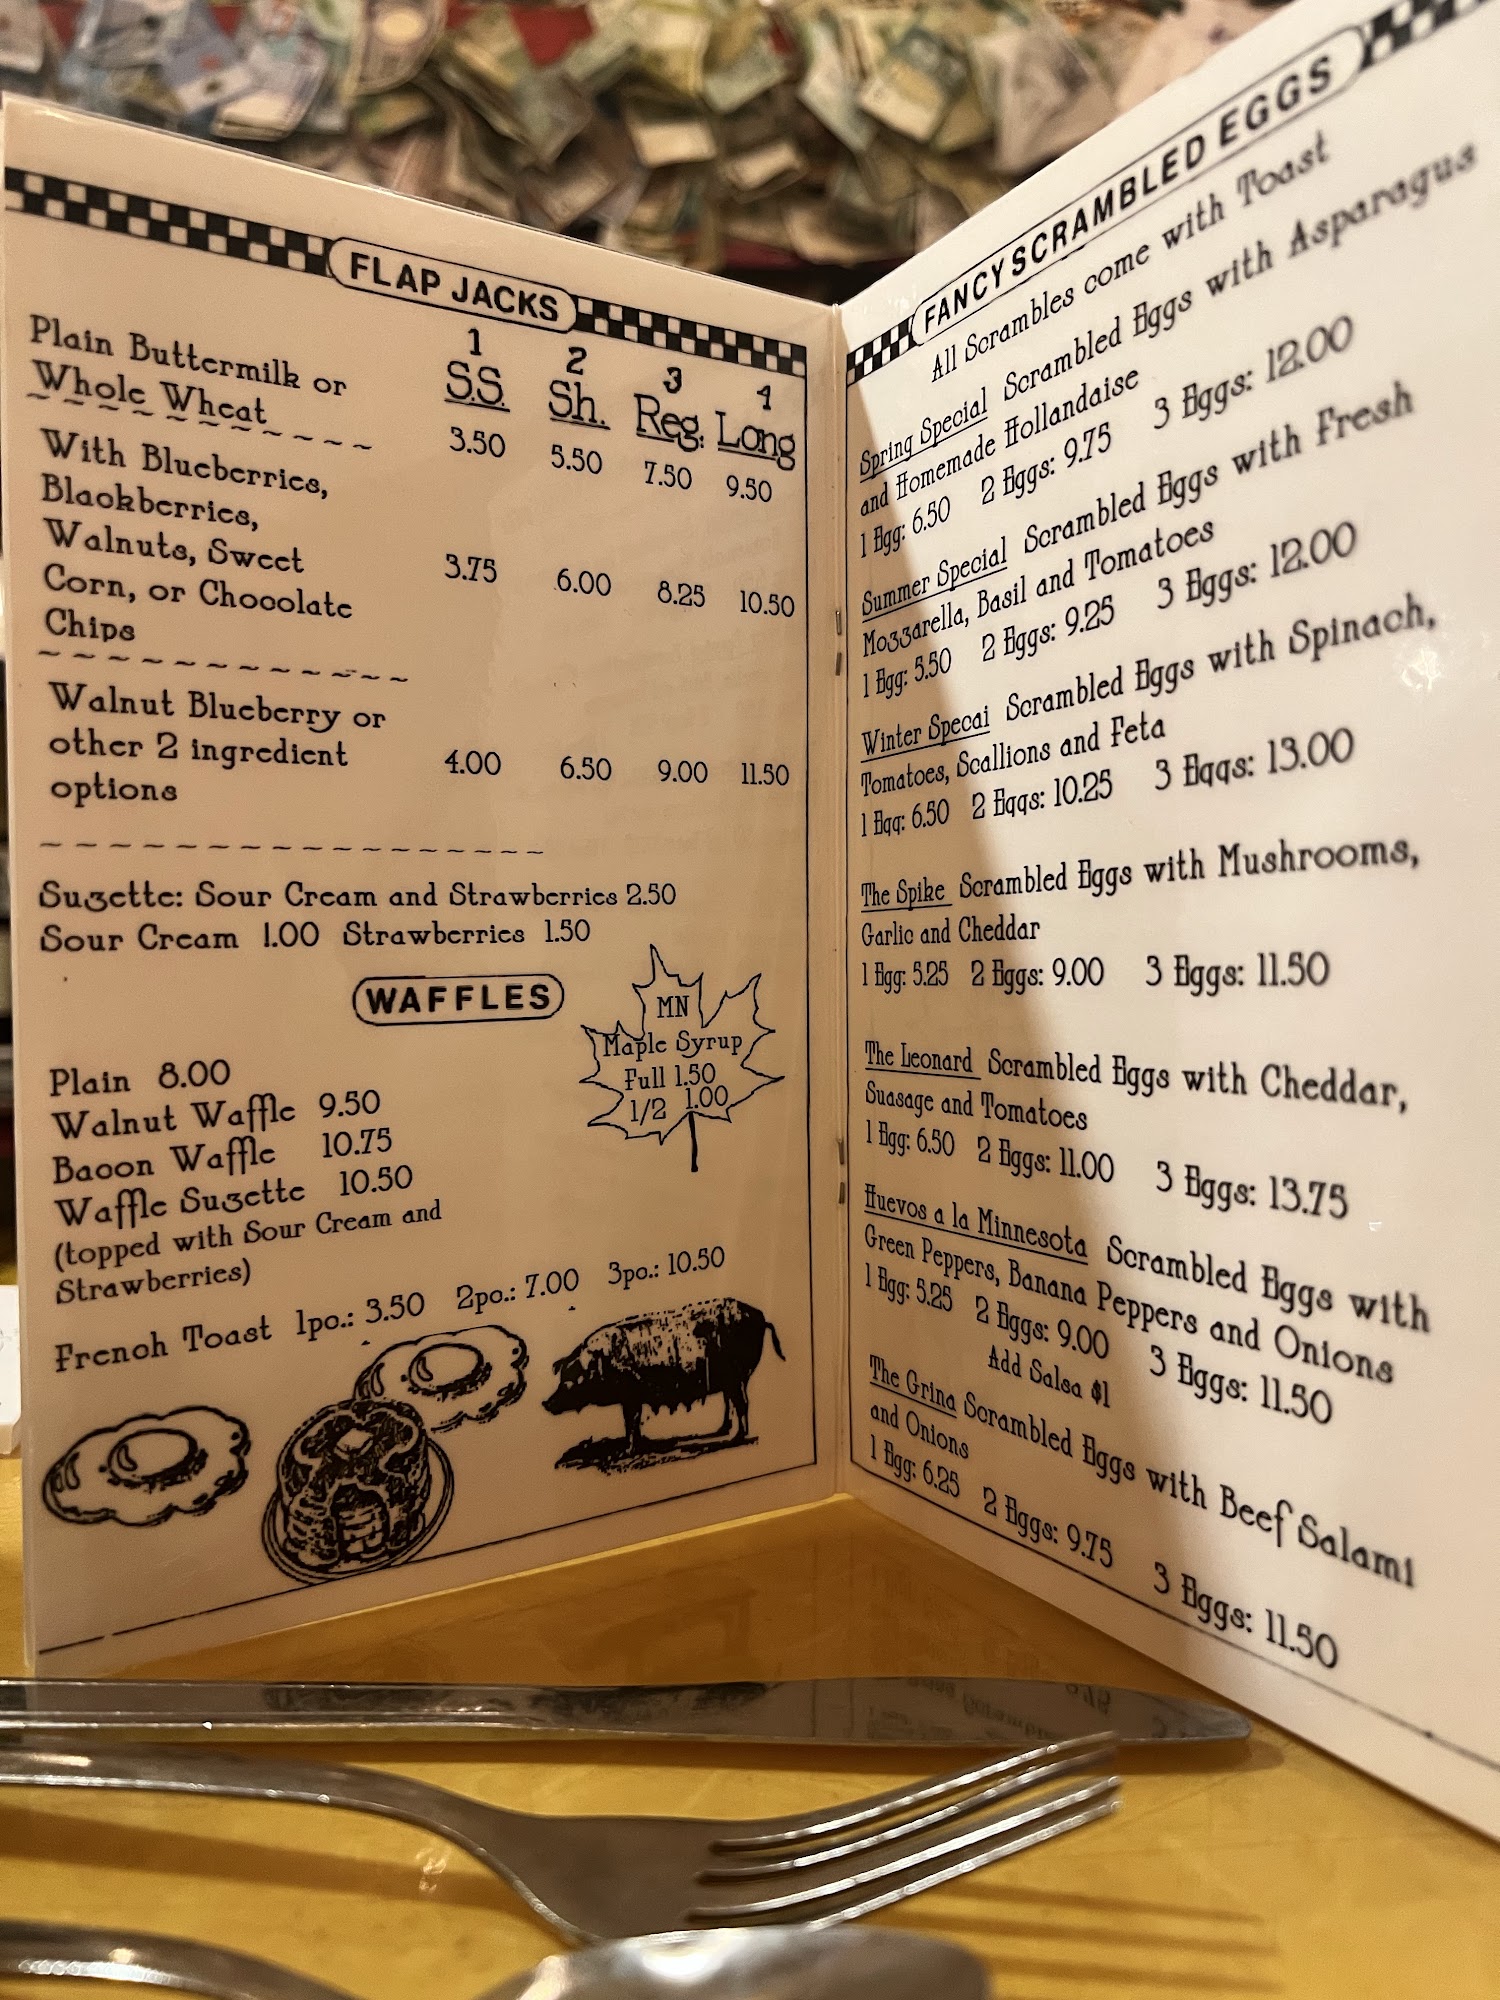 FLAP JACKS
1 2 3 4
S.S. Sh. Reg. Long
Plain Buttermilk or
Whole Wheat
3.50 5.50 7.50 9.50
With Blueberries,
Blackberries,
Walnuts, Sweet
Corn, or Chocolate
Chips
3.75 6.00 8.25 10.50
Walnut Blueberry or
other 2 ingredient
options
4.00 6.50 9.00 11.50
Suzette: Sour Cream and Strawberries 2.50
Sour Cream 1.00 Strawberries 1.50
WAFFLES
MN
Maple Syrup
Full 1.50
1/2 1.00
Plain 8.00
Walnut Waffle 9.50
Bacon Waffle 10.75
Waffle Suzette 10.50
(topped with Sour Cream and
Strawberries)
French Toast 1pc.: 3.50 2pc.: 7.00 3pc.: 10.50
FANCY SCRAMBLED EGGS
All Scrambles come with Toast
Spring Special Scrambled Eggs with Asparagus
and Homemade Hollandaise
1 Egg: 6.50 2 Eggs: 9.75 3 Eggs: 12.00
Summer Special Scrambled Eggs with Fresh
Mozzarella, Basil and Tomatoes
1 Egg: 5.50 2 Eggs: 9.25 3 Eggs: 12.00
Winter Specai Scrambled Eggs with Spinach,
Tomatoes, Scallions and Feta
1 Egg: 6.50 2 Eggs: 10.25 3 Eggs: 13.00
The Spike Scrambled Eggs with Mushrooms,
Garlic and Cheddar
1 Egg: 5.25 2 Eggs: 9.00 3 Eggs: 11.50
The Leonard Scrambled Eggs with Cheddar,
Suasage and Tomatoes
1 Egg: 6.50 2 Eggs: 11.00 3 Eggs: 13.75
Huevos a la Minnesota Scrambled Eggs with
Green Peppers, Banana Peppers and Onions
1 Egg: 5.25 2 Eggs: 9.00 3 Eggs: 11.50
Add Salsa $1
The Grina Scrambled Eggs with Beef Salami
and Onions
1 Egg: 6.25 2 Eggs: 9.75 3 Eggs: 11.50